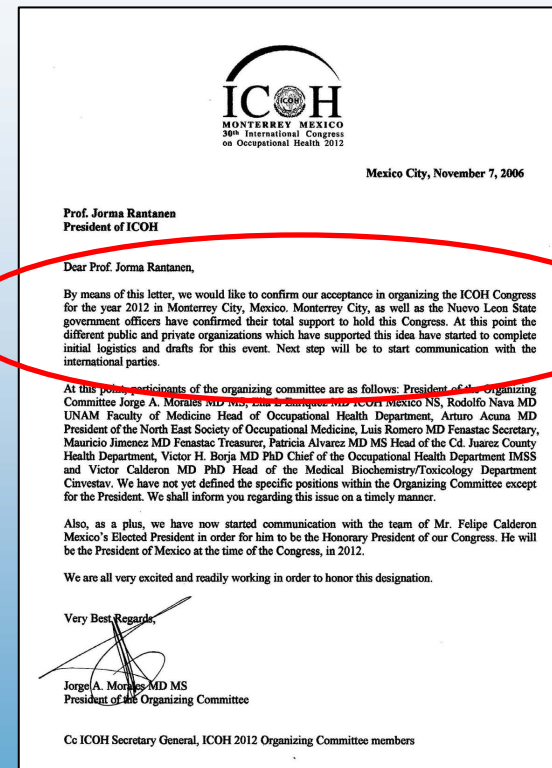 ICOH
ICOH
MONTERREY MEXICO
30th International Congress
on Occupational Health 2012
Mexico City, November 7, 2006
Prof. Jorma Rantanen
President of ICOH
Dear Prof. Jorma Rantanen,
By means of this letter, we would like to confirm our acceptance in organizing the ICOH Congress
for the year 2012 in Monterrey City, Mexico. Monterrey City, as well as the Nuevo Leon State
government officers have confirmed their total support to hold this Congress. At this point the
different public and private organizations which have supported this idea have started to complete
initial logistics and drafts for this event. Next step will be to start communication with the
international parties.
At this point, participants of the organizing committee are as follows: President of the Organizing
Committee Jorge A. Morales MD MS, Elia L Enriquez MD ICOH Mexico NS, Rodolfo Nava MD
UNAM Faculty of Medicine Head of Occupational Health Department, Arturo Acuna MD
President of the North East Society of Occupational Medicine, Luis Romero MD Fenastac Secretary,
Mauricio Jimenez MD Fenastac Treasurer, Patricia Alvarez MD MS Head of the Cd. Juarez County
Health Department, Victor H. Borja MD PhD Chief of the Occupational Health Department IMSS
and Victor Calderon MD PhD Head of the Medical Biochemistry/Toxicology Department
Cinvestav. We have not yet defined the specific positions within the Organizing Committee except
for the President. We shall inform you regarding this issue on a timely manner.
Also, as a plus, we have now started communication with the team of Mr. Felipe Calderon
Mexico's Elected President in order for him to be the Honorary President of our Congress. He will
be the President of Mexico at the time of the Congress, in 2012.
We are all very excited and readily working in order to honor this designation.
Very Best Regards,
Jorge A. Morales MD MS
President of the Organizing Committee
Cc ICOH Secretary General, ICOH 2012 Organizing Committee members